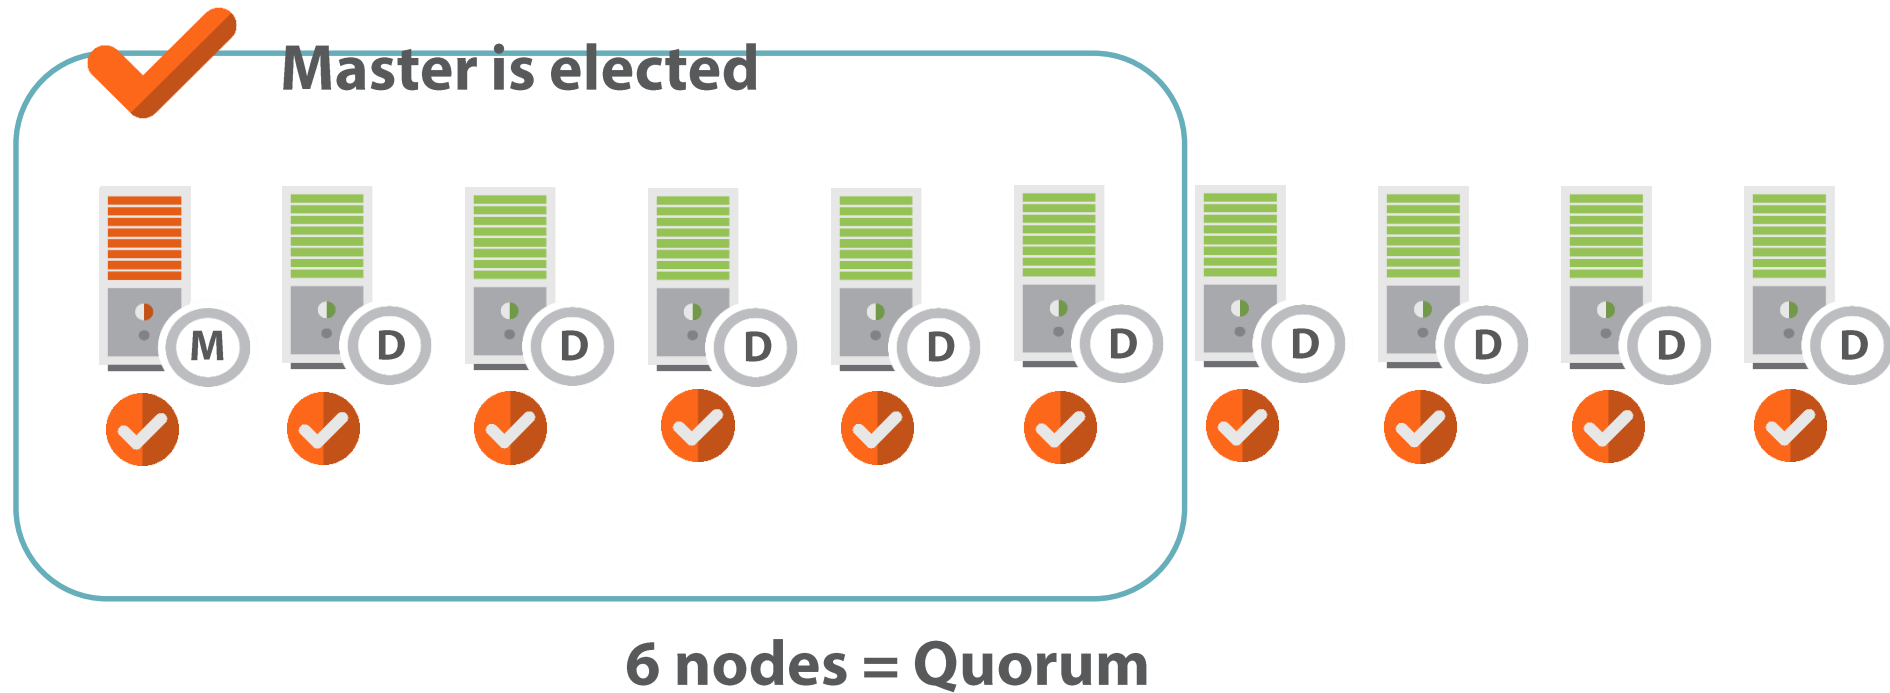 Master is elected
M D D D D D D D D D
6 nodes = Quorum